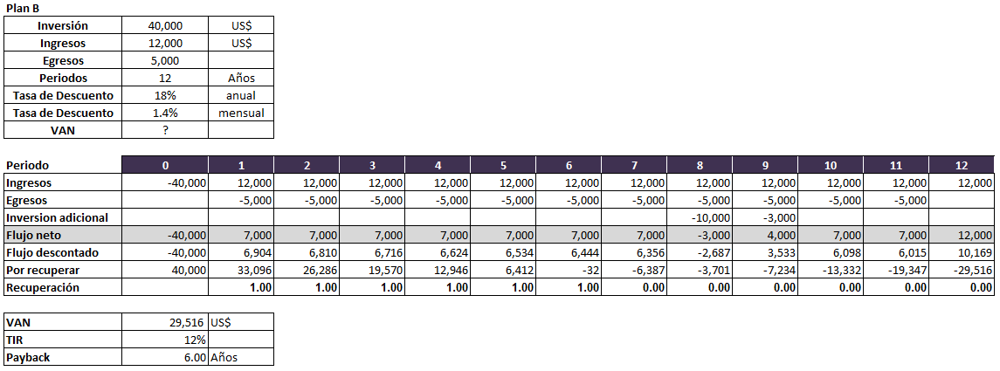 Plan B
Inversión 40,000 US$
Ingresos 12,000 US$
Egresos 5,000
Periodos 12 Años
Tasa de Descuento 18% anual
Tasa de Descuento 1.4% mensual
VAN ?
Periodo 0 1 2 3 4 5 6 7 8 9 10 11 12
Ingresos -40,000 12,000 12,000 12,000 12,000 12,000 12,000 12,000 12,000 12,000 12,000 12,000 12,000
Egresos -5,000 -5,000 -5,000 -5,000 -5,000 -5,000 -5,000 -5,000 -5,000 -5,000 -5,000
Inversion adicional -10,000 -3,000
Flujo neto -40,000 7,000 7,000 7,000 7,000 7,000 7,000 7,000 -3,000 4,000 7,000 7,000 12,000
Flujo descontado -40,000 6,904 6,810 6,716 6,624 6,534 6,444 6,356 -2,687 3,533 6,098 6,015 10,169
Por recuperar 40,000 33,096 26,286 19,570 12,946 6,412 -32 -6,387 -3,701 -7,234 -13,332 -19,347 -29,516
Recuperación 1.00 1.00 1.00 1.00 1.00 1.00 0.00 0.00 0.00 0.00 0.00 0.00
VAN 29,516 US$
TIR 12%
Payback 6.00 Años